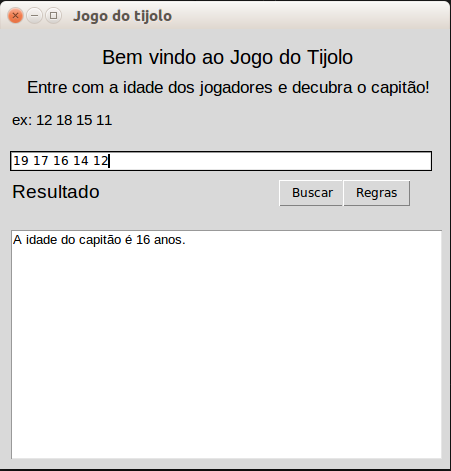 Jogo do tijolo
Bem vindo ao Jogo do Tijolo
Entre com a idade dos jogadores e decubra o capitão!
ex: 12 18 15 11
19 17 16 14 12
Resultado
Buscar Regras
A idade do capitão é 16 anos.